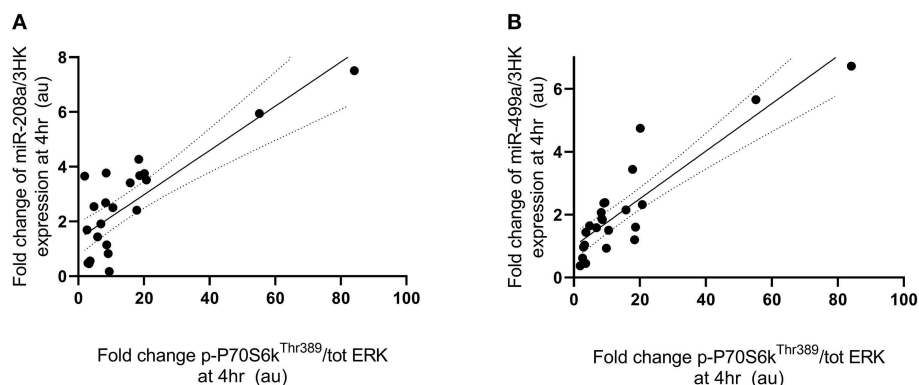 A
Fold change of miR-208a/3HK
expression at 4hr (au)
8
6
4
2
0
0 20 40 60 80 100
Fold change p-P70S6k^Thr389/tot ERK
at 4hr (au)
B
Fold change of miR-499a/3HK
expression at 4hr (au)
6
4
2
0
0 20 40 60 80 100
Fold change p-P70S6k^Thr389/tot ERK
at 4hr (au)